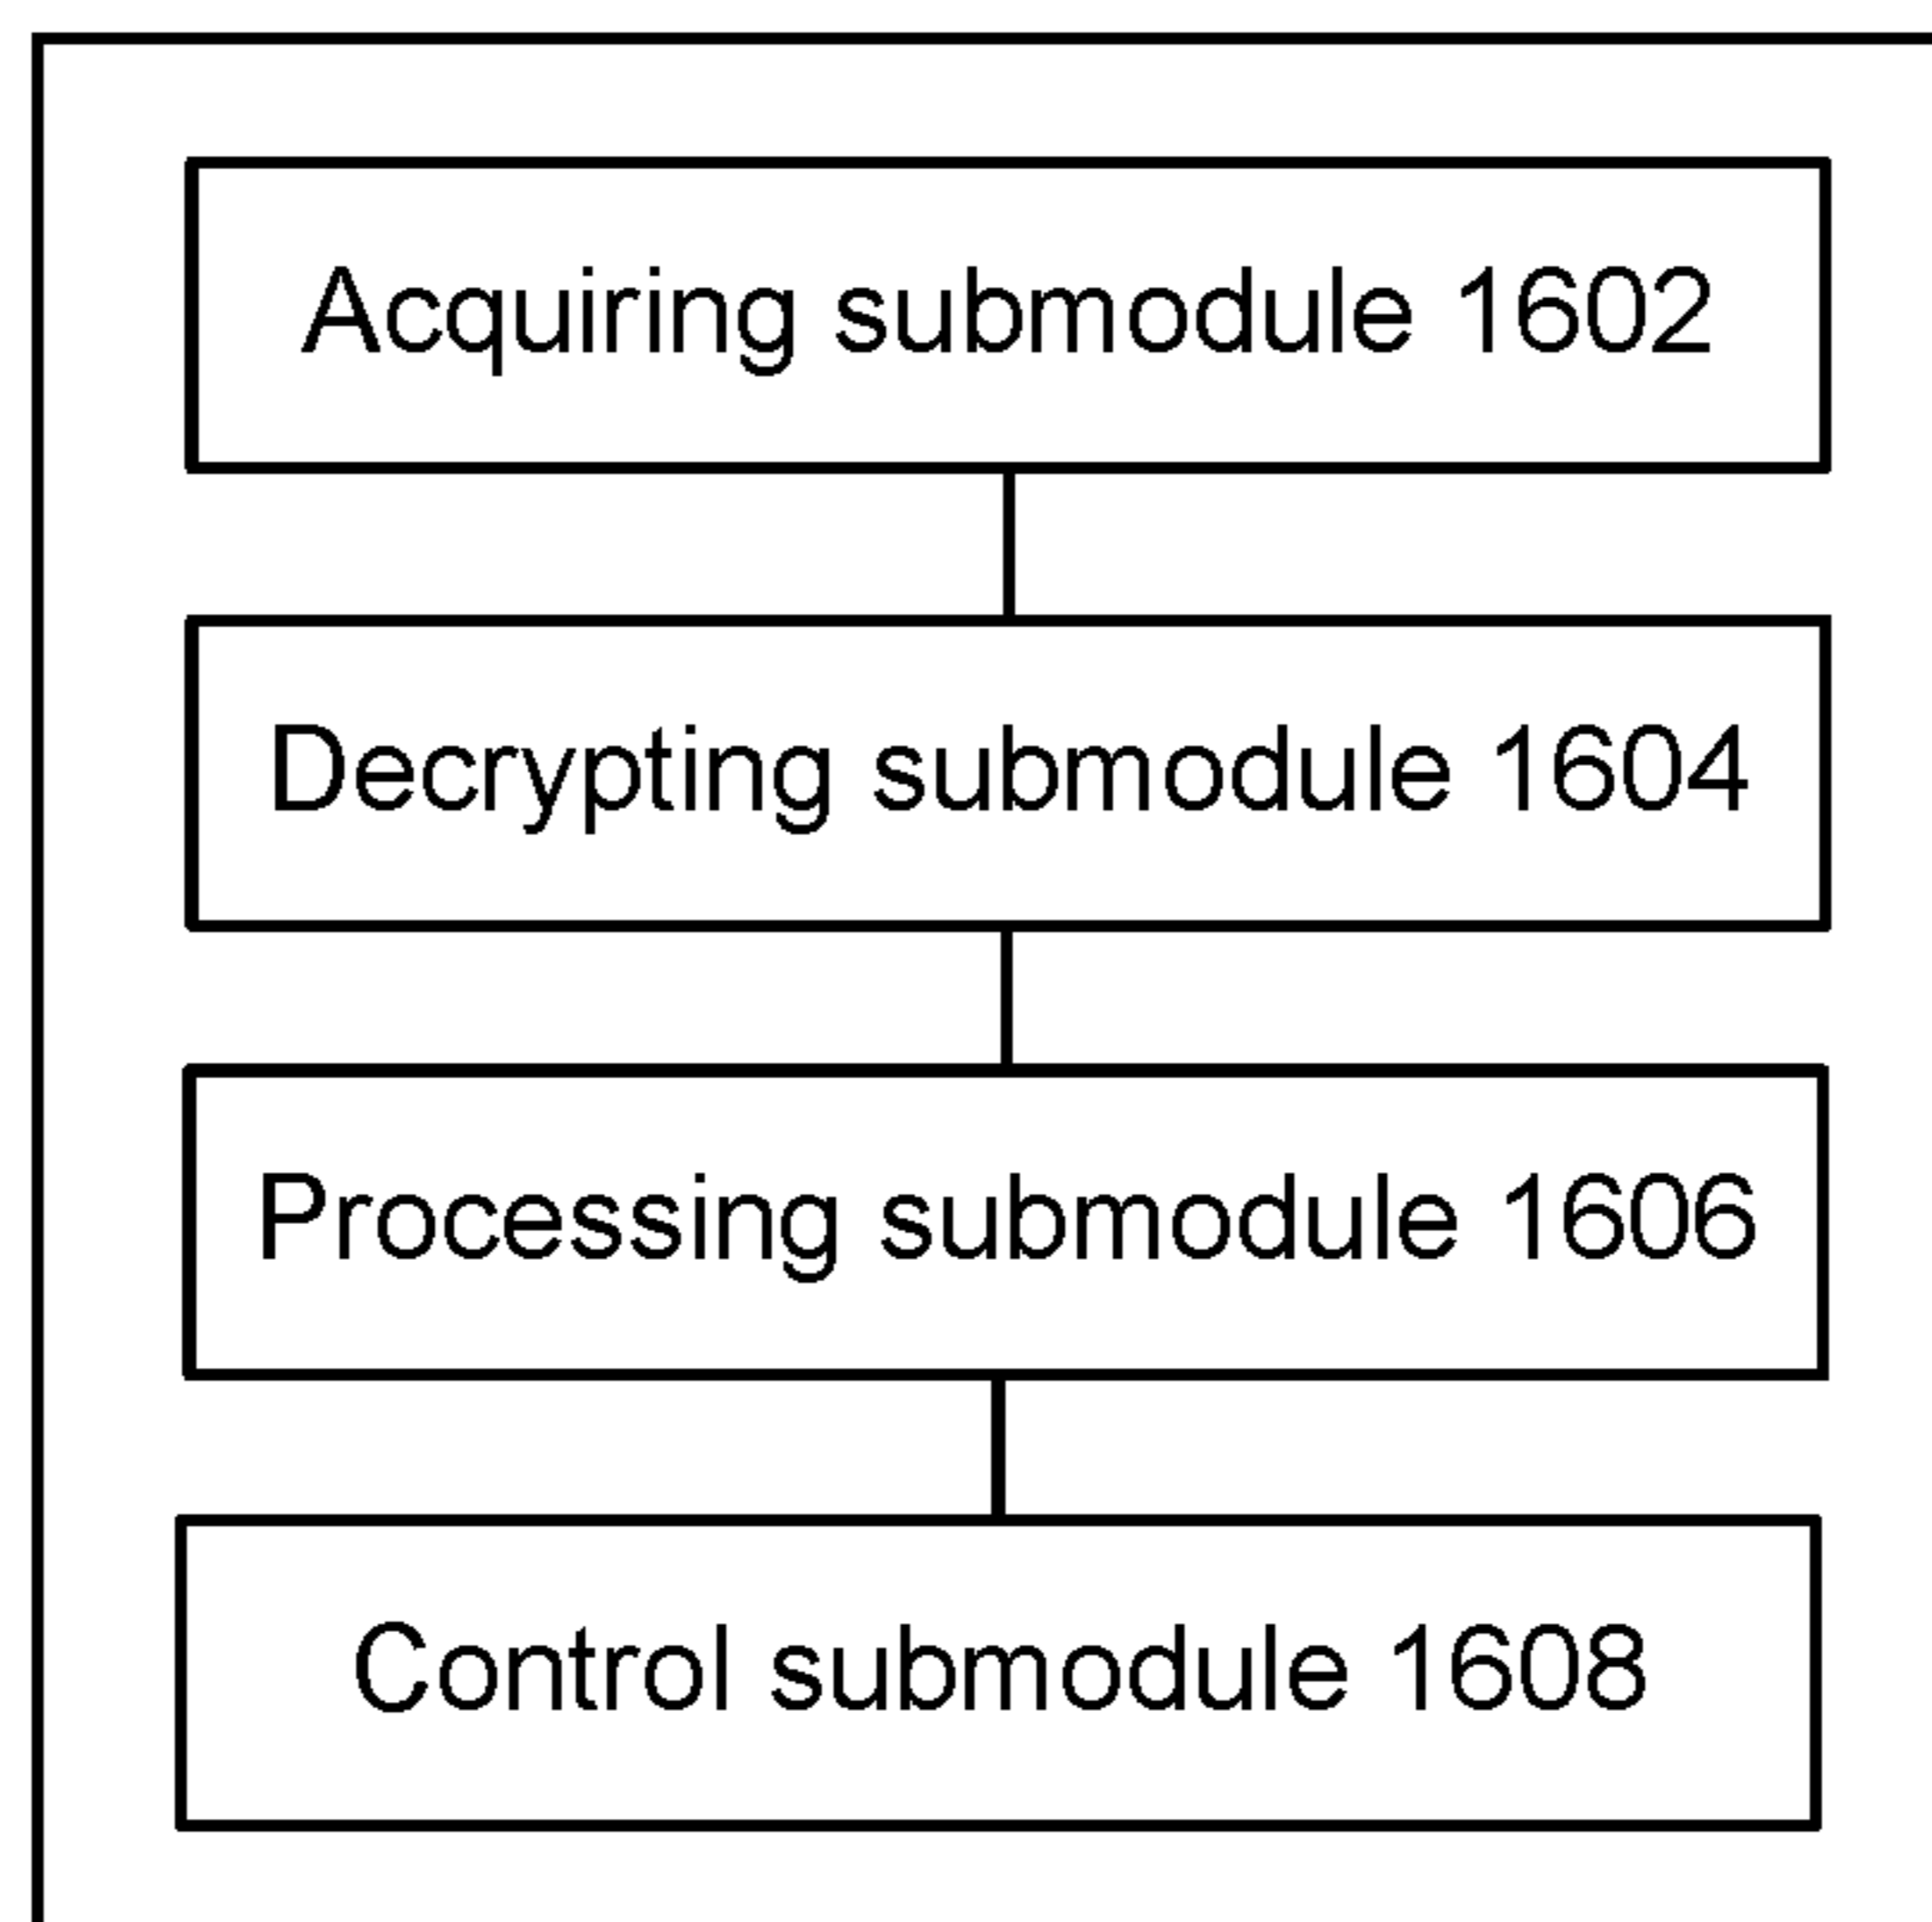 Acquiring submodule 1602
Decrypting submodule 1604
Processing submodule 1606
Control submodule 1608